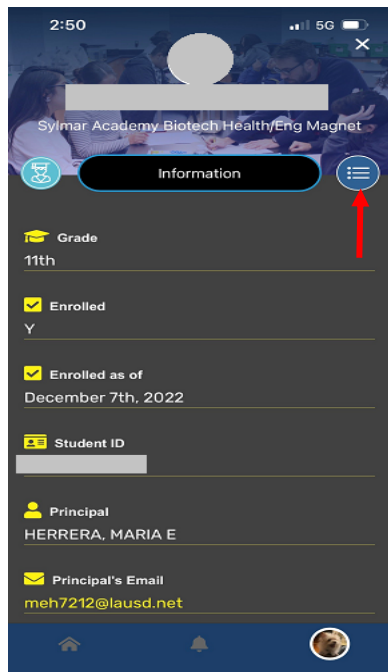 2:50
5G
Sylmar Academy Biotech Health/Eng Magnet
Information
Grade
11th
Enrolled
Y
Enrolled as of
December 7th, 2022
Student ID
Principal
HERRERA, MARIA E
Principal's Email
meh7212@lausd.net